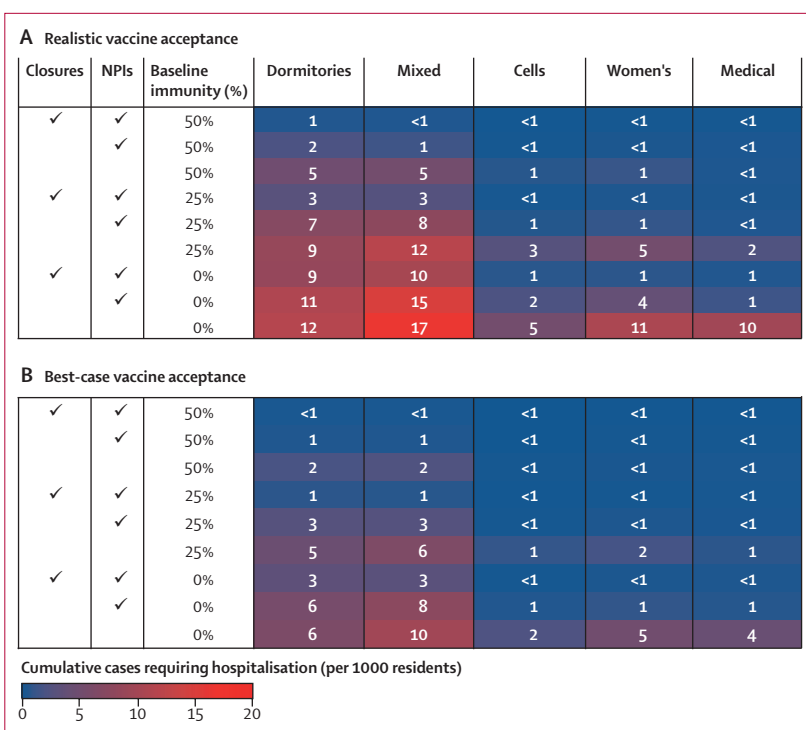 A Realistic vaccine acceptance
Closures NPIs Baseline immunity (%) Dormitories Mixed Cells Women's Medical
✓ ✓ 50% 1 <1 <1 <1 <1
✓ 50% 2 1 <1 <1 <1
50% 5 5 1 1 <1
✓ ✓ 25% 3 3 <1 <1 <1
✓ 25% 7 8 1 1 <1
25% 9 12 3 5 2
✓ ✓ 0% 9 10 1 1 1
✓ 0% 11 15 2 4 1
0% 12 17 5 11 10
B Best-case vaccine acceptance
✓ ✓ 50% <1 <1 <1 <1 <1
✓ 50% 1 1 <1 <1 <1
50% 2 2 <1 <1 <1
✓ ✓ 25% 1 1 <1 <1 <1
✓ 25% 3 3 <1 <1 <1
25% 5 6 1 2 1
✓ ✓ 0% 3 3 <1 <1 <1
✓ 0% 6 8 1 1 1
0% 6 10 2 5 4
Cumulative cases requiring hospitalisation (per 1000 residents)
0 5 10 15 20